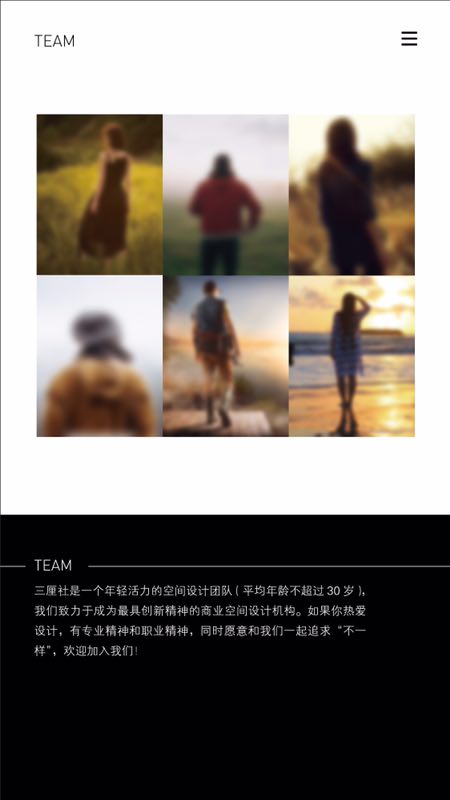 TEAM
TEAM
三厘社是一个年轻活力的空间设计团队（平均年龄不超过30岁），
我们致力于成为最具创新精神的商业空间设计机构。如果你热爱
设计，有专业精神和职业精神，同时愿意和我们一起追求“不一
样”，欢迎加入我们！